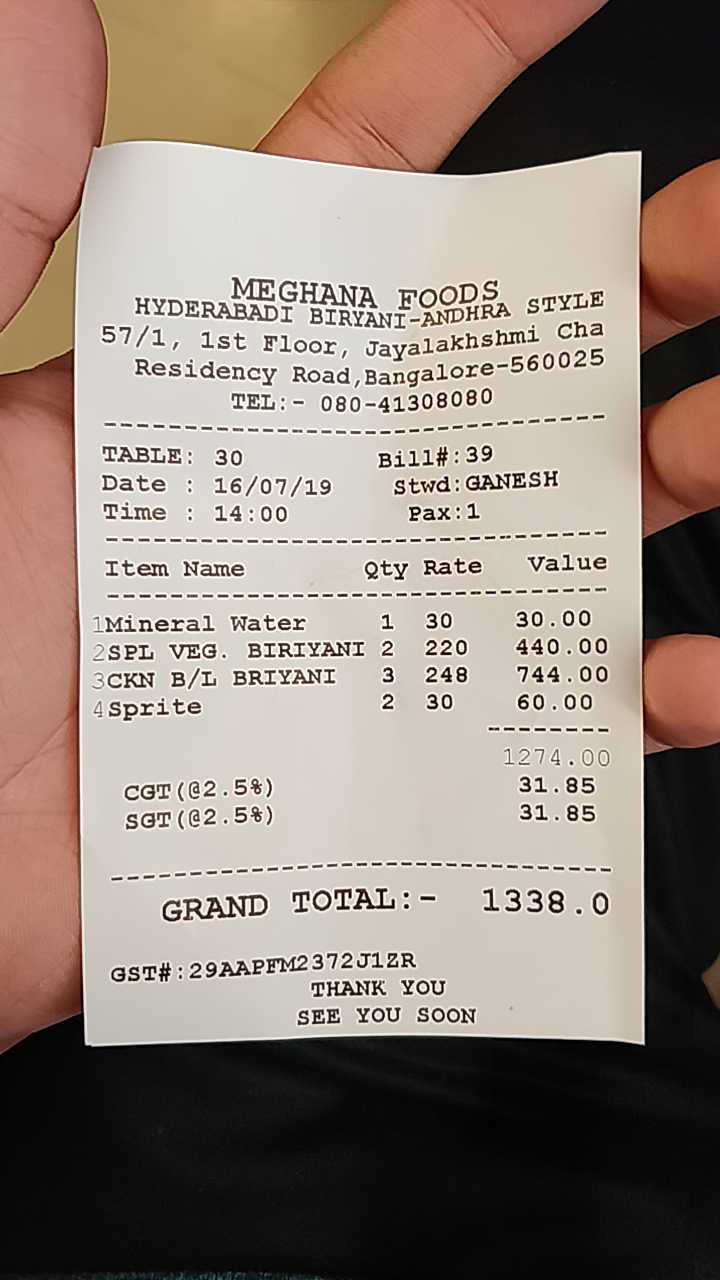 MEGHANA FOODS
HYDERABADI BIRYANI-ANDHRA STYLE
57/1, 1st Floor, Jayalakhshmi Cha
Residency Road,Bangalore-560025
TEL:- 080-41308080
TABLE: 30 Bill#:39
Date : 16/07/19 Stwd:GANESH
Time : 14:00 Pax:1
Item Name Qty Rate Value
1Mineral Water 1 30 30.00
2SPL VEG. BIRIYANI 2 220 440.00
3CKN B/L BRIYANI 3 248 744.00
4Sprite 2 30 60.00
1274.00
CGT(@2.5%) 31.85
SGT(@2.5%) 31.85
GRAND TOTAL:- 1338.0
GST#:29AAPFM2372J1ZR
THANK YOU
SEE YOU SOON